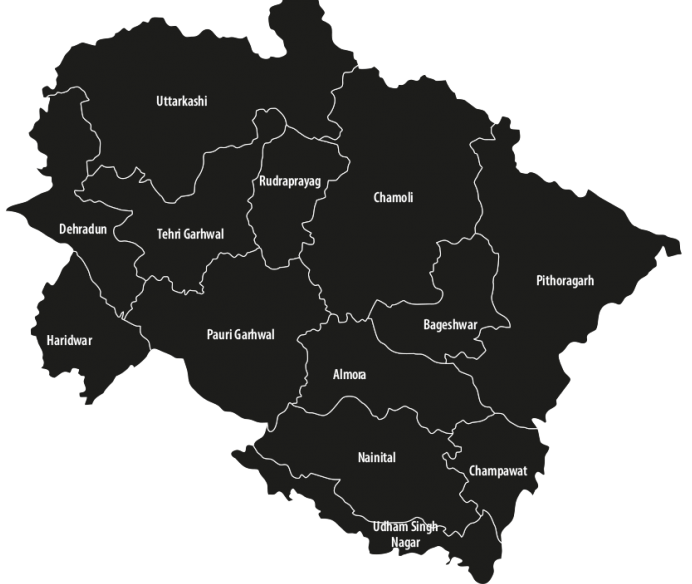 Uttarkashi
Rudraprayag
Chamoli
Dehradun
Tehri Garhwal
Pithoragarh
Bageshwar
Pauri Garhwal
Haridwar
Almora
Nainital
Champawat
Udham Singh
Nagar